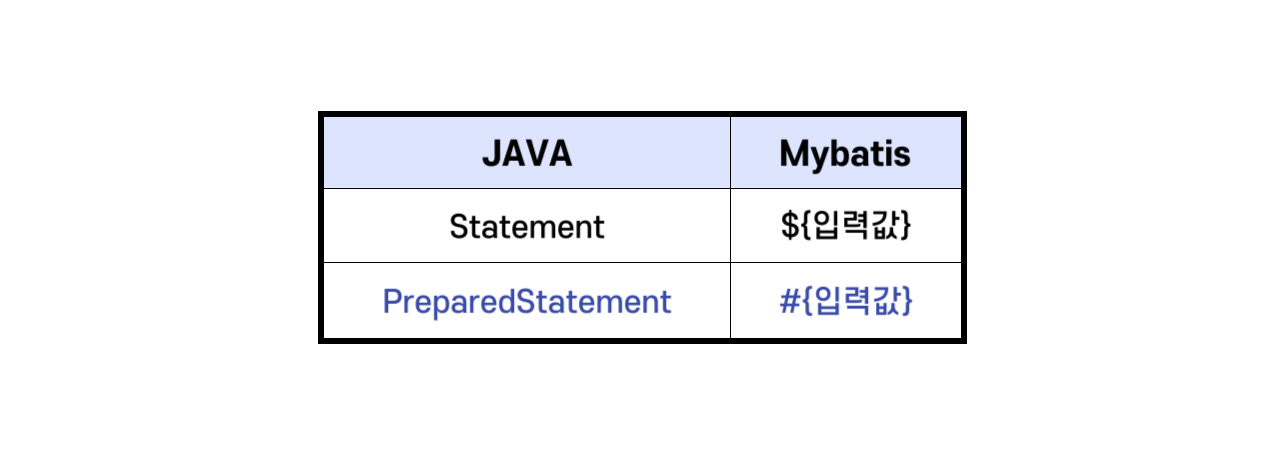 JAVA Mybatis
Statement ${입력값}
PreparedStatement #{입력값}